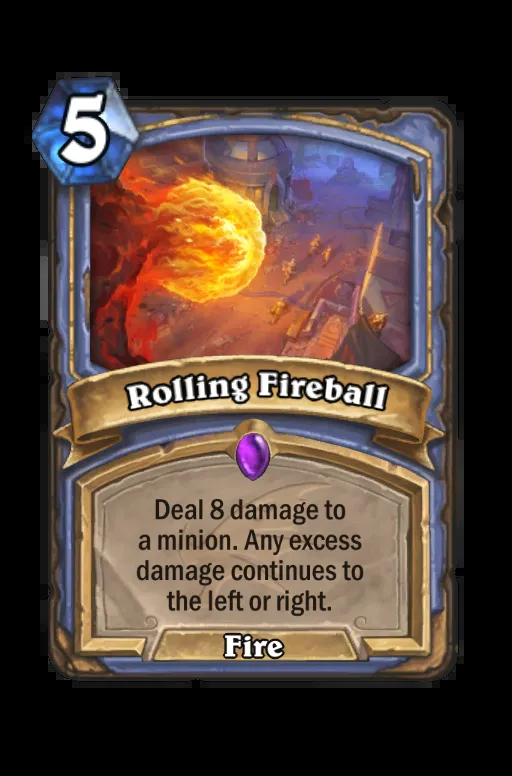 5
Rolling Fireball
Deal 8 damage to
a minion. Any excess
damage continues to
the left or right.
Fire